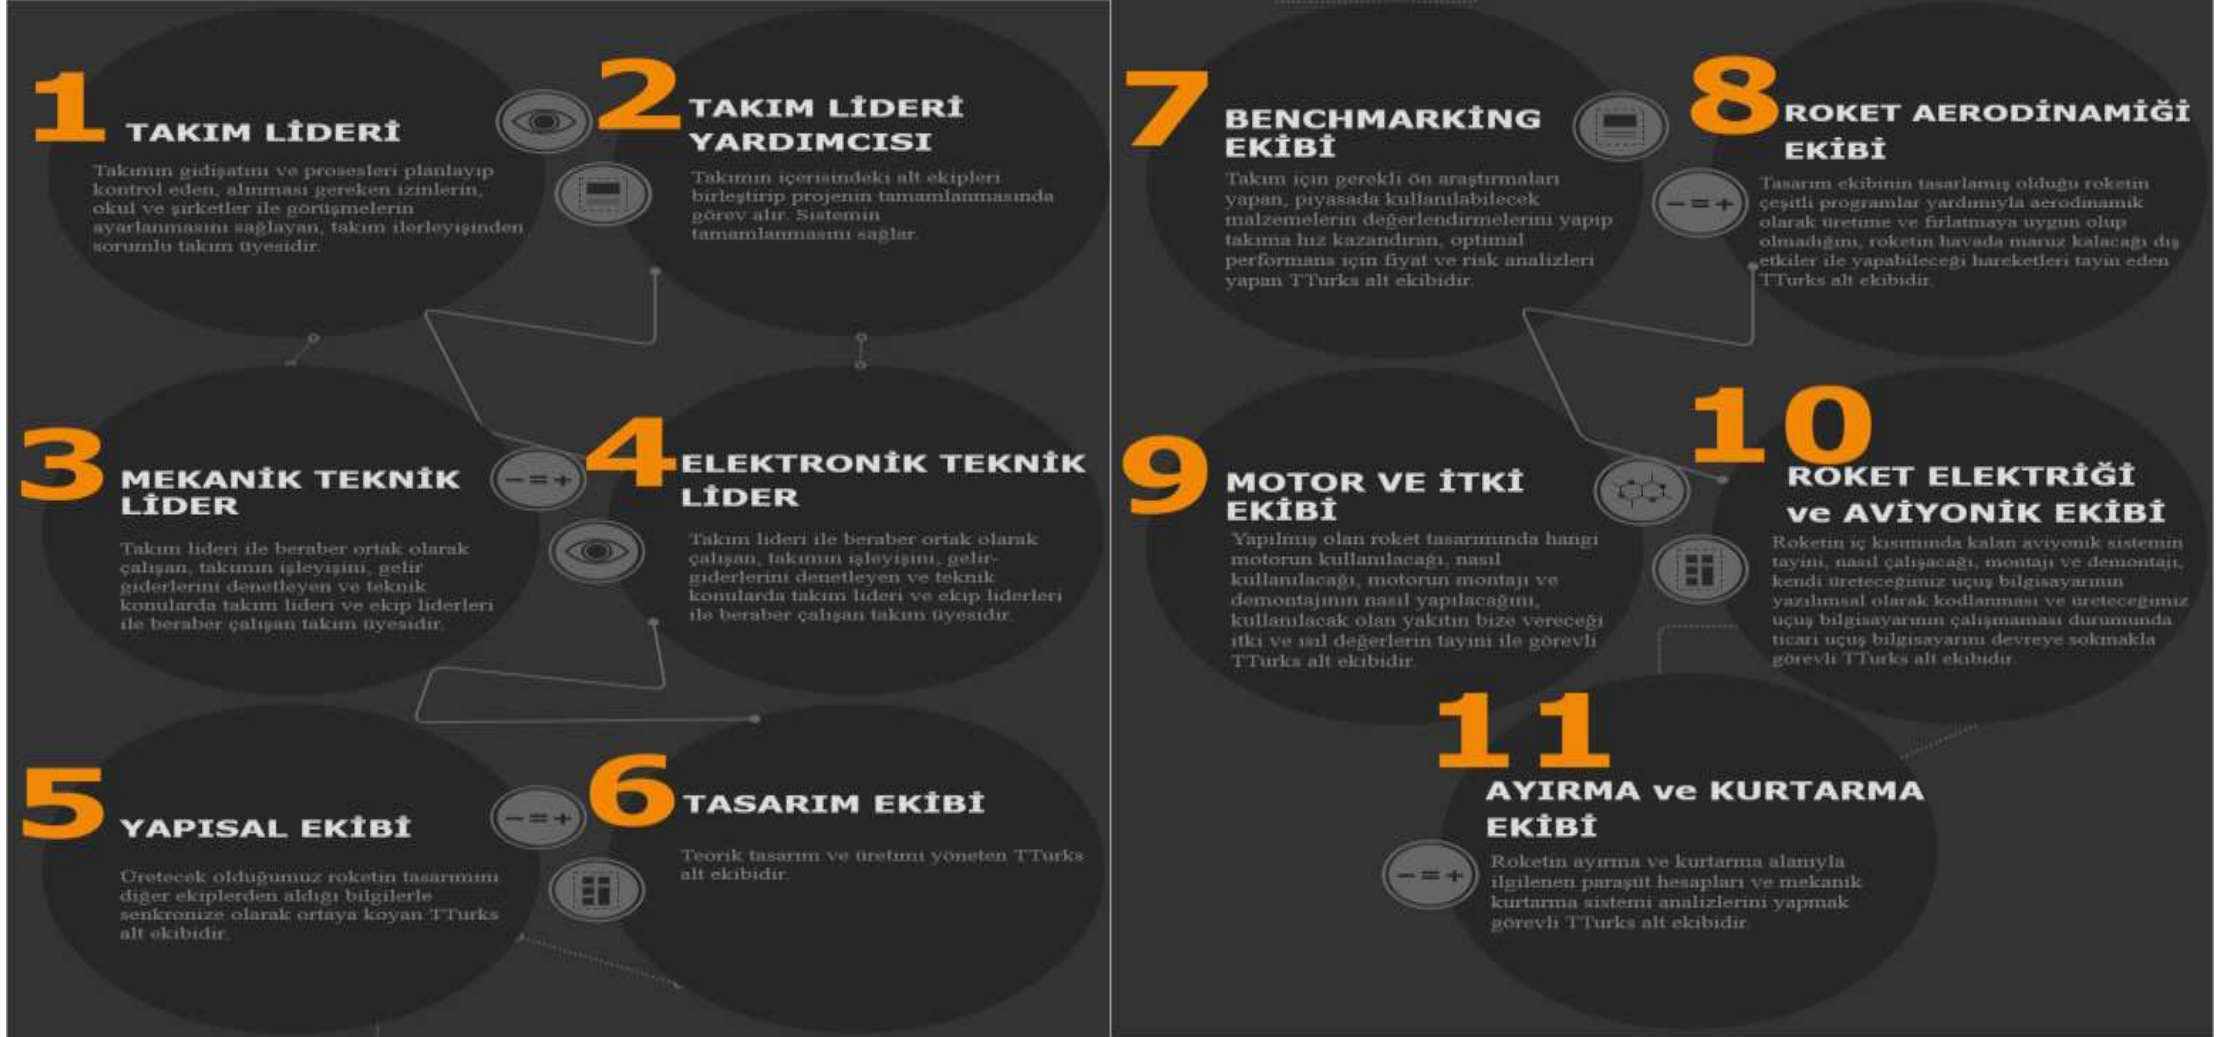 1
TAKIM LİDERİ
Takımın gidişatını ve prosesleri planlayıp
kontrol eden, alınması gereken izinlerin,
okul ve şirketler ile görüşmelerin
ayarlanmasını sağlayan, takım ilerleyişinden
sorumlu takım üyesidir.
2
TAKIM LİDERİ
YARDIMCISI
Takımın içerisindeki alt ekipleri
birleştirip projenin tamamlanmasında
görev alır. Sistemin
tamamlanmasını sağlar.
3
MEKANİK TEKNİK
LİDER
Takım lideri ile beraber ortak olarak
çalışan, takımın işleyişini, gelir
giderlerini denetleyen ve teknik
konularda takım lideri ve ekip liderleri
ile beraber çalışan takım üyesidir.
4
ELEKTRONİK TEKNİK
LİDER
Takım lideri ile beraber ortak olarak
çalışan, takımın işleyişini, gelir-
giderlerini denetleyen ve teknik
konularda takım lideri ve ekip liderleri
ile beraber çalışan takım üyesidir.
5
YAPISAL EKİBİ
Üretecek olduğumuz roketin tasarımını
diğer ekiplerden aldığı bilgilerle
senkronize olarak ortaya koyan TTurks
alt ekibidir.
6
TASARIM EKİBİ
Teorik tasarım ve üretimi yöneten TTurks
alt ekibidir.
7
BENCHMARKİNG
EKİBİ
Takım için gerekli ön araştırmaları
yapan, piyasada kullanılabilecek
malzemelerin değerlendirmelerini yapıp
takıma hız kazandıran, optimal
performans için fiyat ve risk analizleri
yapan TTurks alt ekibidir.
8
ROKET AERODİNAMİĞİ
EKİBİ
Tasarım ekibinin tasarlamış olduğu roketin
çeşitli programlar yardımıyla aerodinamik
olarak üretime ve fırlatmaya uygun olup
olmadığını, roketin havada maruz kalacağı dış
etkiler ile yapabileceği hareketleri tayin eden
TTurks alt ekibidir.
9
MOTOR VE İTKİ
EKİBİ
Yapılmış olan roket tasarımında hangi
motorun kullanılacağı, nasıl
kullanılacağı, motorun montajı ve
demontajının nasıl yapılacağını,
kullanılacak olan yakıtın bize vereceği
itki ve ısıl değerlerin tayini ile görevli
TTurks alt ekibidir.
10
ROKET ELEKTRİĞİ
ve AVİYONİK EKİBİ
Roketin iç kısımında kalan aviyonik sistemin
tayini, nasıl çalışacağı, montajı ve demontajı,
kendi üreteceğimiz uçuş bilgisayarının
yazılımsal olarak kodlanması ve üreteceğimiz
uçuş bilgisayarının çalışmaması durumunda
ticari uçuş bilgisayarını devreye sokmakla
görevli TTurks alt ekibidir.
11
AYIRMA ve KURTARMA
EKİBİ
Roketin ayırma ve kurtarma alanıyla
ilgilenen paraşüt hesapları ve mekanik
kurtarma sistemi analizlerini yapmak
görevli TTurks alt ekibidir.